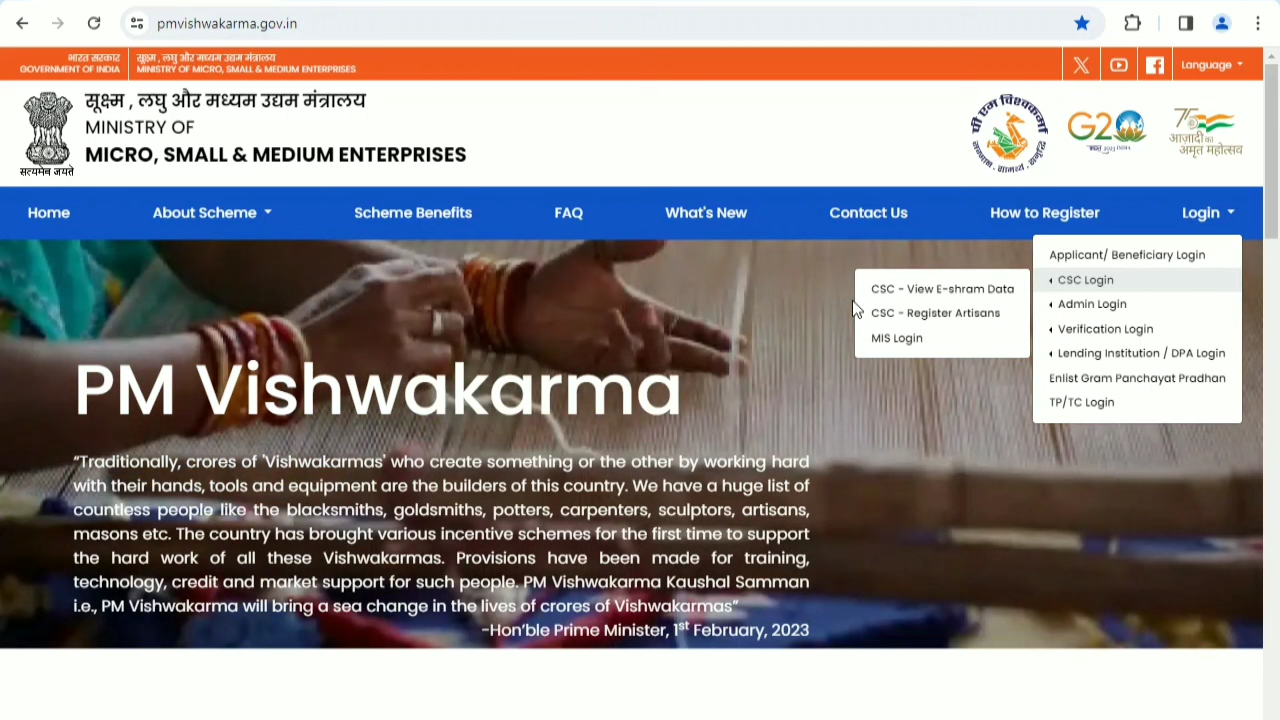 pmvishwakarma.gov.in
भारत सरकार
GOVERNMENT OF INDIA
सूक्ष्म , लघु और मध्यम उद्यम मंत्रालय
MINISTRY OF MICRO, SMALL & MEDIUM ENTERPRISES
Language
सूक्ष्म , लघु और मध्यम उद्यम मंत्रालय
MINISTRY OF
MICRO, SMALL & MEDIUM ENTERPRISES
सत्यमेव जयते
पी एम विश्वकर्मा
सम्मान, सामर्थ्य, समृद्धि
G20
भारत 2023 INDIA
75
आज़ादी का
अमृत महोत्सव
Home
About Scheme
Scheme Benefits
FAQ
What's New
Contact Us
How to Register
Login
Applicant/ Beneficiary Login
CSC Login
Admin Login
Verification Login
Lending Institution / DPA Login
Enlist Gram Panchayat Pradhan
TP/TC Login
CSC - View E-shram Data
CSC - Register Artisans
MIS Login
PM Vishwakarma
“Traditionally, crores of 'Vishwakarmas' who create something or the other by working hard
with their hands, tools and equipment are the builders of this country. We have a huge list of
countless people like the blacksmiths, goldsmiths, potters, carpenters, sculptors, artisans,
masons etc. The country has brought various incentive schemes for the first time to support
the hard work of all these Vishwakarmas. Provisions have been made for training,
technology, credit and market support for such people. PM Vishwakarma Kaushal Samman
i.e., PM Vishwakarma will bring a sea change in the lives of crores of Vishwakarmas”
-Hon’ble Prime Minister, 1st February, 2023